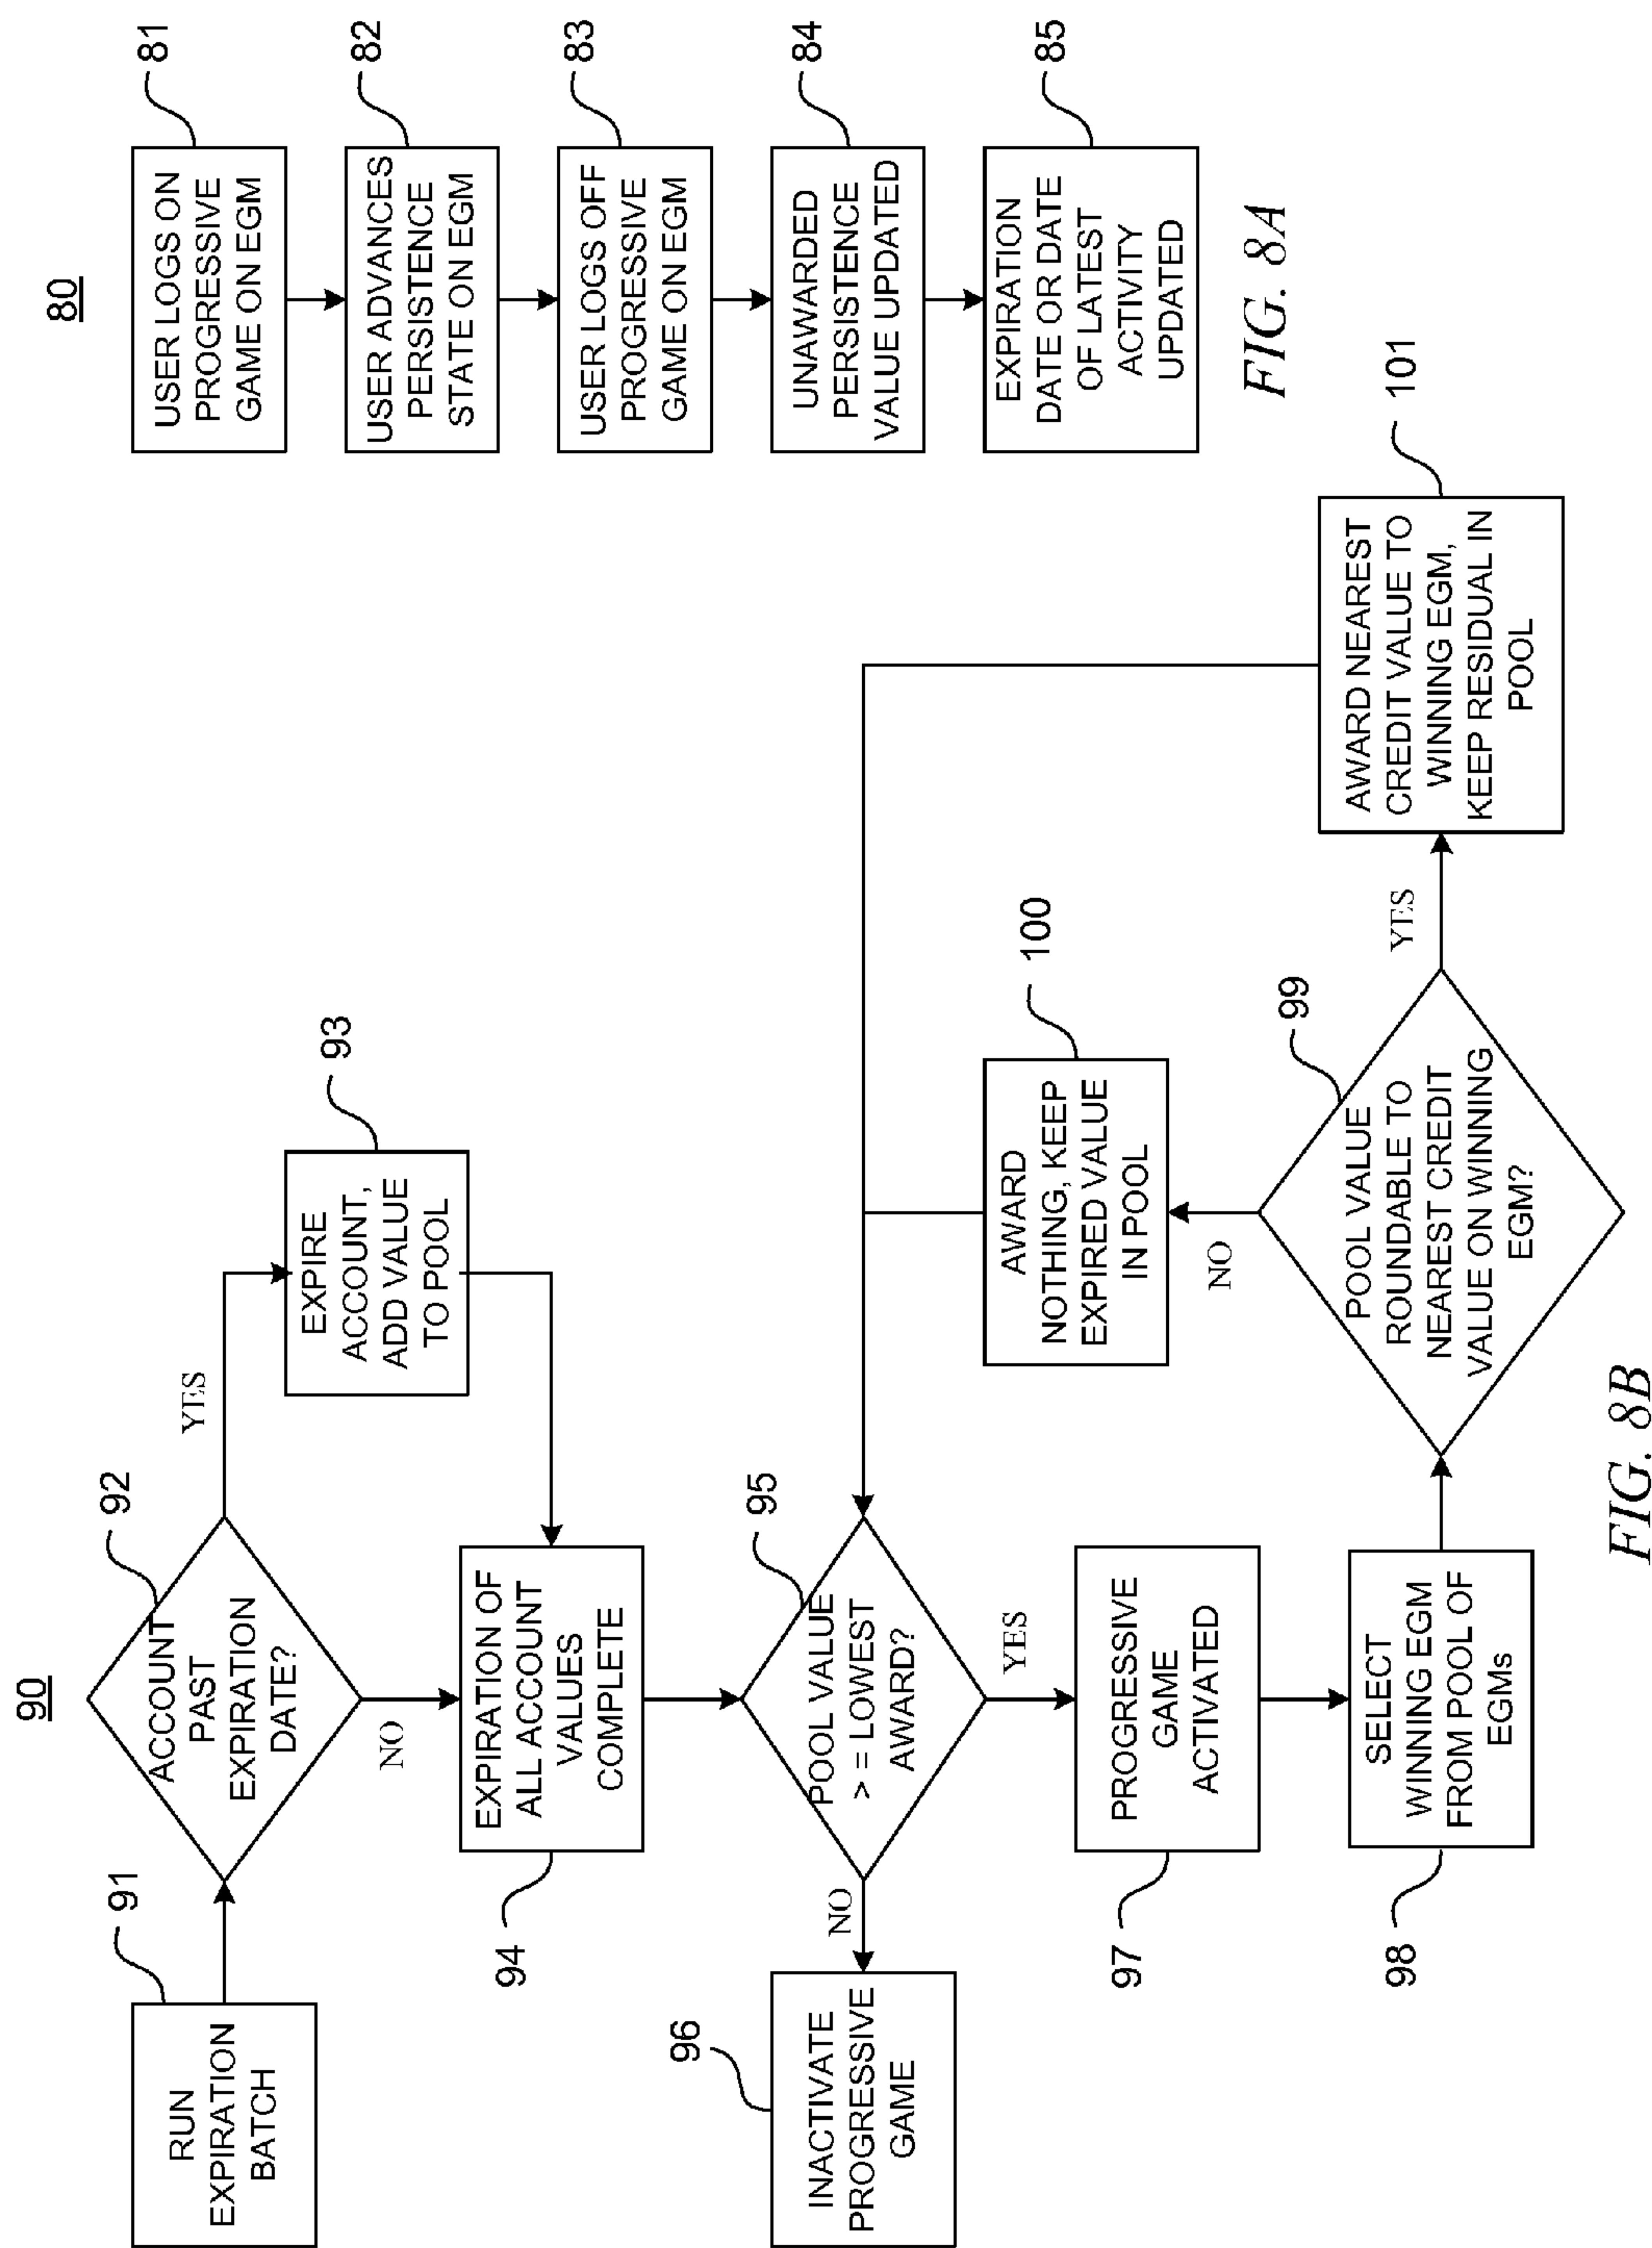 80
81
USER LOGS ON
PROGRESSIVE
GAME ON EGM
82
USER ADVANCES
PERSISTENCE
STATE ON EGM
83
USER LOGS OFF
PROGRESSIVE
GAME ON EGM
84
UNAWARDED
PERSISTENCE
VALUE UPDATED
85
EXPIRATION
DATE OR DATE
OF LATEST
ACTIVITY
UPDATED
FIG. 8A
90
91
RUN
EXPIRATION
BATCH
92
ACCOUNT
PAST
EXPIRATION
DATE?
YES
NO
93
EXPIRE
ACCOUNT,
ADD VALUE
TO POOL
94
EXPIRATION OF
ALL ACCOUNT
VALUES
COMPLETE
95
POOL VALUE
> = LOWEST
AWARD?
NO
YES
96
INACTIVATE
PROGRESSIVE
GAME
97
PROGRESSIVE
GAME
ACTIVATED
98
SELECT
WINNING EGM
FROM POOL OF
EGMs
99
POOL VALUE
ROUNDABLE TO
NEAREST CREDIT
VALUE ON WINNING
EGM?
NO
YES
100
AWARD
NOTHING, KEEP
EXPIRED VALUE
IN POOL
101
AWARD NEAREST
CREDIT VALUE TO
WINNING EGM,
KEEP RESIDUAL IN
POOL
FIG. 8B